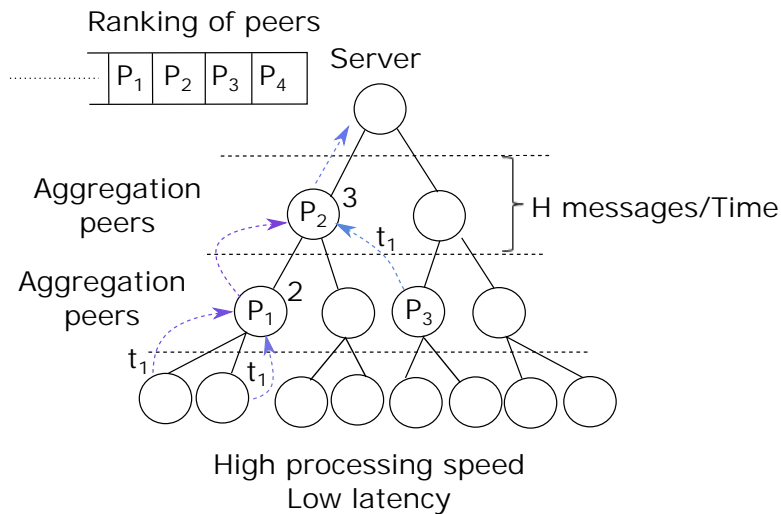 Ranking of peers
P₁ P₂ P₃ P₄
Server
Aggregation
peers
P₂
3
H messages/Time
t₁
Aggregation
peers
P₁
2
P₃
t₁
t₁
High processing speed
Low latency